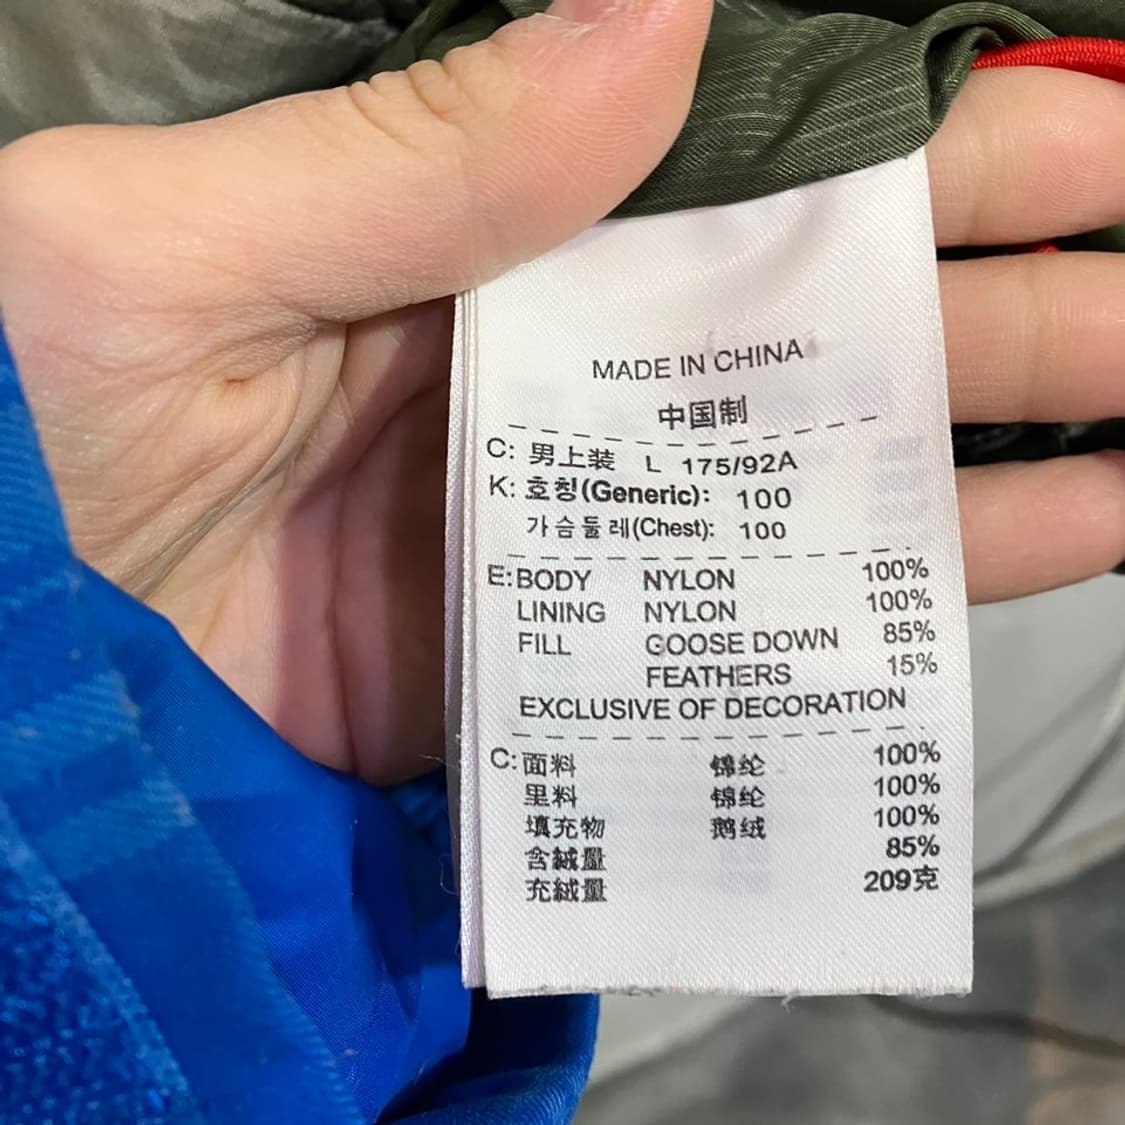 MADE IN CHINA
中国制
C: 男上装 L 175/92A
K: 호칭(Generic): 100
가슴둘레(Chest): 100
E: BODY NYLON 100%
LINING NYLON 100%
FILL GOOSE DOWN 85%
FEATHERS 15%
EXCLUSIVE OF DECORATION
C: 面料 锦纶 100%
里料 锦纶 100%
填充物 鹅绒 100%
含絨量 85%
充絨量 209克